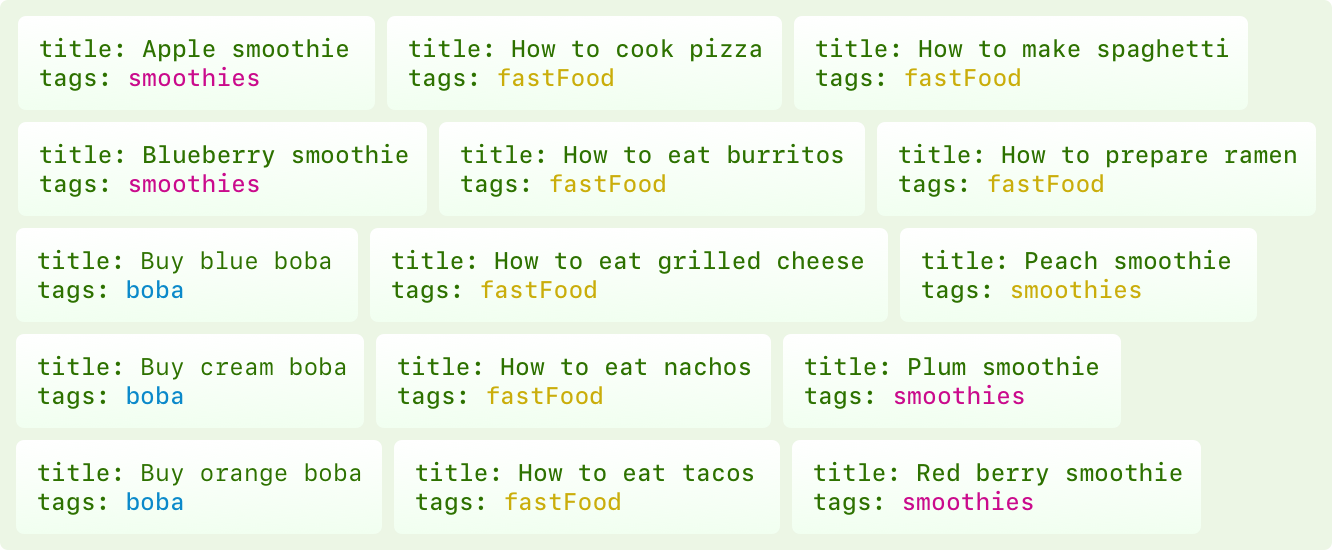 title: Apple smoothie
tags: smoothies
title: How to cook pizza
tags: fastFood
title: How to make spaghetti
tags: fastFood
title: Blueberry smoothie
tags: smoothies
title: How to eat burritos
tags: fastFood
title: How to prepare ramen
tags: fastFood
title: Buy blue boba
tags: boba
title: How to eat grilled cheese
tags: fastFood
title: Peach smoothie
tags: smoothies
title: Buy cream boba
tags: boba
title: How to eat nachos
tags: fastFood
title: Plum smoothie
tags: smoothies
title: Buy orange boba
tags: boba
title: How to eat tacos
tags: fastFood
title: Red berry smoothie
tags: smoothies